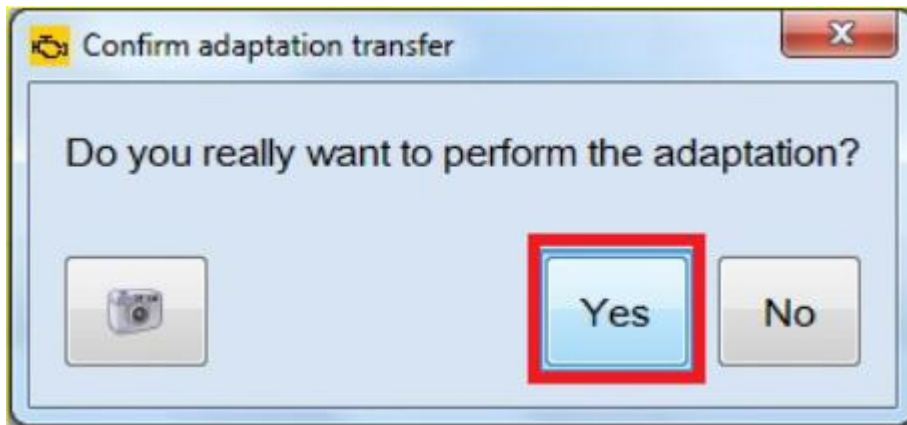 Confirm adaptation transfer
Do you really want to perform the adaptation?
Yes No